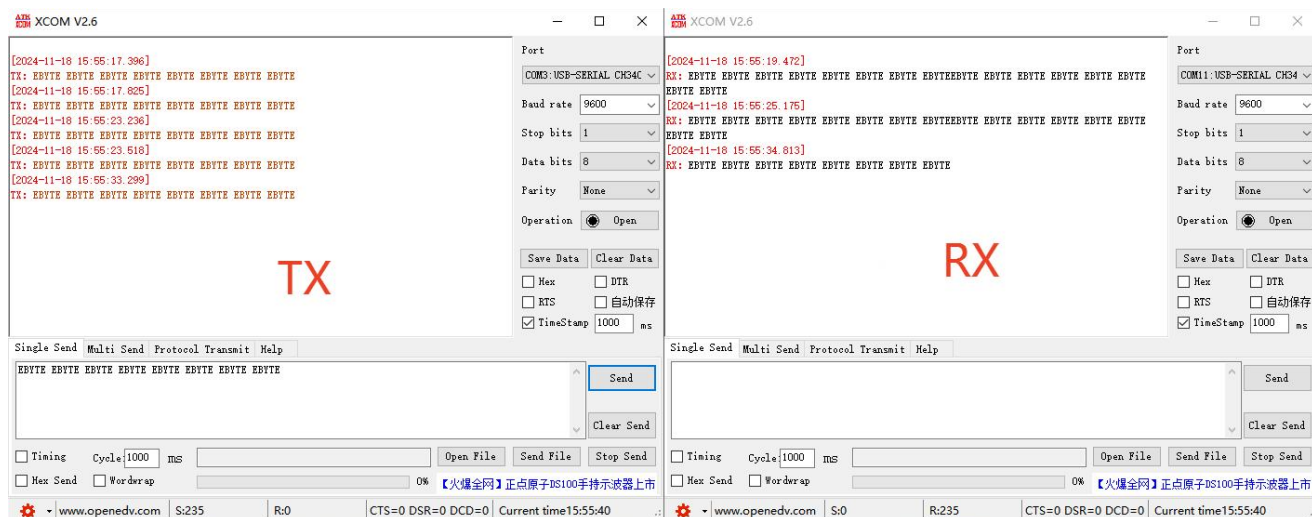 XCOM V2.6
[2024-11-18 15:55:17.396]
TX: EBYTE EBYTE EBYTE EBYTE EBYTE EBYTE EBYTE EBYTE
[2024-11-18 15:55:17.825]
TX: EBYTE EBYTE EBYTE EBYTE EBYTE EBYTE EBYTE EBYTE
[2024-11-18 15:55:23.236]
TX: EBYTE EBYTE EBYTE EBYTE EBYTE EBYTE EBYTE EBYTE
[2024-11-18 15:55:23.518]
TX: EBYTE EBYTE EBYTE EBYTE EBYTE EBYTE EBYTE EBYTE
[2024-11-18 15:55:33.299]
TX: EBYTE EBYTE EBYTE EBYTE EBYTE EBYTE EBYTE EBYTE
TX
Port
COM3:USB-SERIAL CH34C
Baud rate 9600
Stop bits 1
Data bits 8
Parity None
Operation Open
Save Data Clear Data
Hex DTR
RTS 自动保存
TimeStamp 1000 ms
Single Send Multi Send Protocol Transmit Help
EBYTE EBYTE EBYTE EBYTE EBYTE EBYTE EBYTE EBYTE
Send
Clear Send
Timing Cycle: 1000 ms Open File Send File Stop Send
Hex Send Wordwrap 0% 【火爆全网】正点原子DS100手持示波器上市
www.openedv.com S:235 R:0 CTS=0 DSR=0 DCD=0 Current time15:55:40
XCOM V2.6
[2024-11-18 15:55:19.472]
RX: EBYTE EBYTE EBYTE EBYTE EBYTE EBYTE EBYTE EBYTEEBYTE EBYTE EBYTE EBYTE EBYTE EBYTE
EBYTE EBYTE
[2024-11-18 15:55:25.175]
RX: EBYTE EBYTE EBYTE EBYTE EBYTE EBYTE EBYTE EBYTEEBYTE EBYTE EBYTE EBYTE EBYTE EBYTE
EBYTE EBYTE
[2024-11-18 15:55:34.813]
RX: EBYTE EBYTE EBYTE EBYTE EBYTE EBYTE EBYTE EBYTE
RX
Port
COM11:USB-SERIAL CH34
Baud rate 9600
Stop bits 1
Data bits 8
Parity None
Operation Open
Save Data Clear Data
Hex DTR
RTS 自动保存
TimeStamp 1000 ms
Single Send Multi Send Protocol Transmit Help
Send
Clear Send
Timing Cycle: 1000 ms Open File Send File Stop Send
Hex Send Wordwrap 0% 【火爆全网】正点原子DS100手持示波器上市
www.openedv.com S:0 R:235 CTS=0 DSR=0 DCD=0 Current time15:55:40